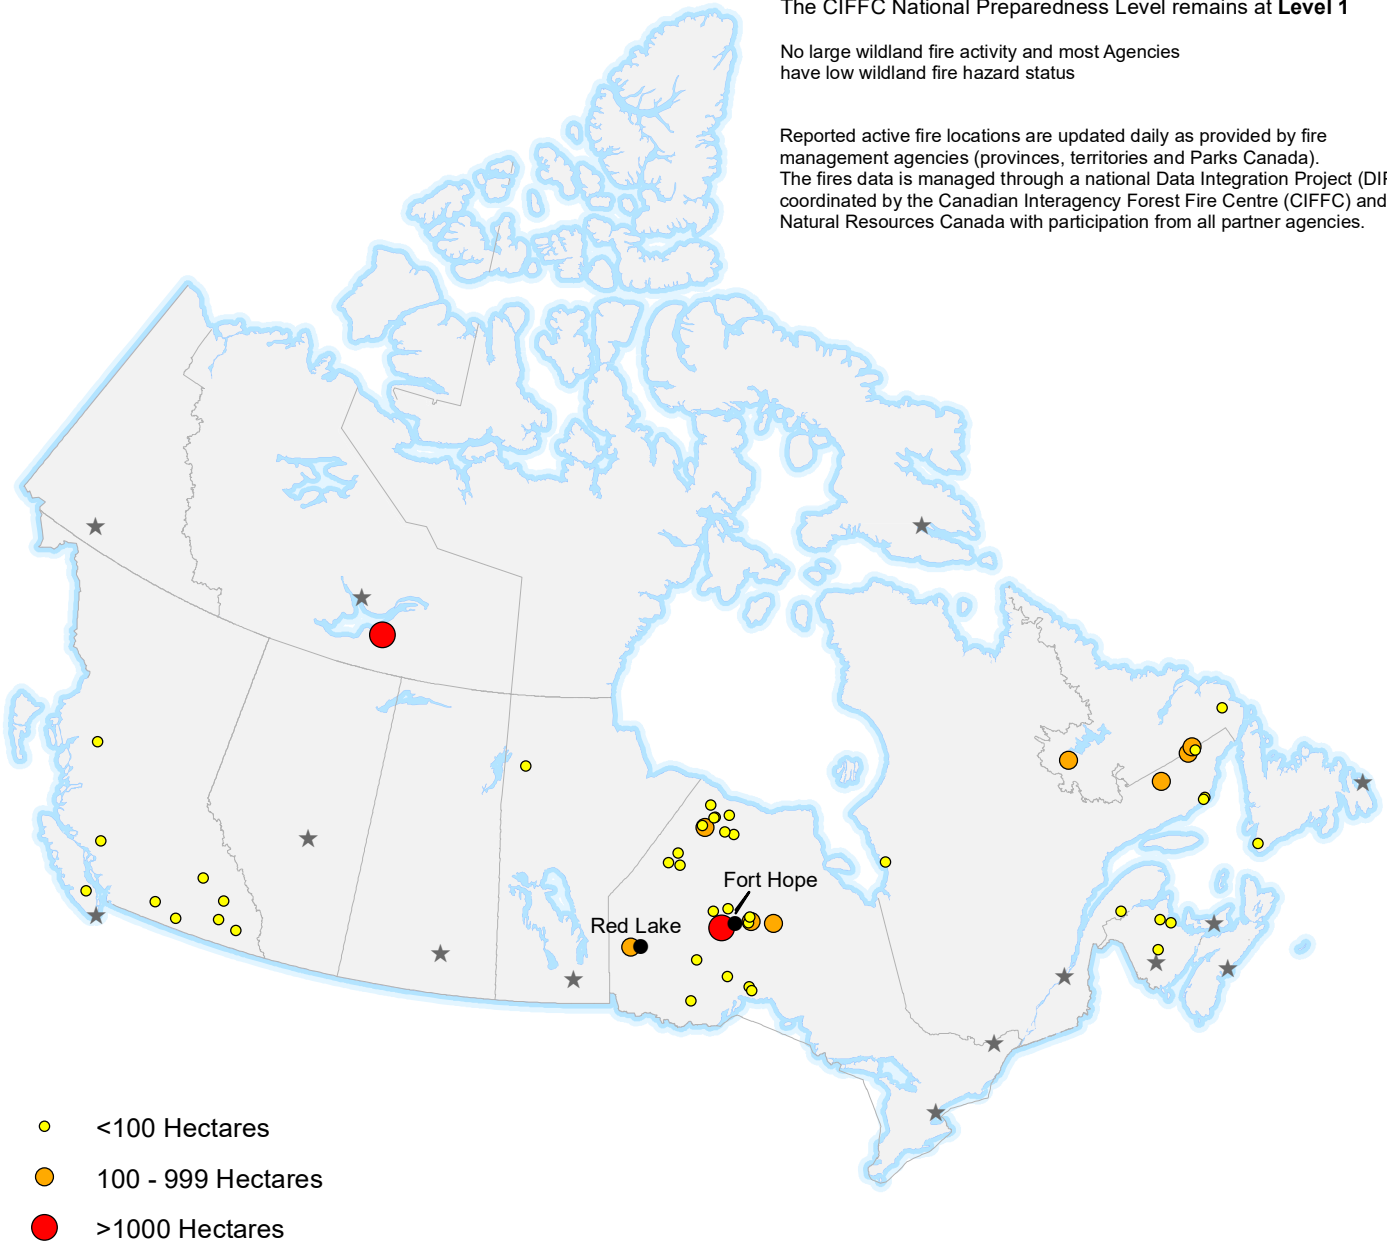 The CIFFC National Preparedness Level remains at Level 1
No large wildland fire activity and most Agencies
have low wildland fire hazard status
Reported active fire locations are updated daily as provided by fire
management agencies (provinces, territories and Parks Canada).
The fires data is managed through a national Data Integration Project (DIP
coordinated by the Canadian Interagency Forest Fire Centre (CIFFC) and
Natural Resources Canada with participation from all partner agencies.
Fort Hope
Red Lake
<100 Hectares
100 - 999 Hectares
>1000 Hectares